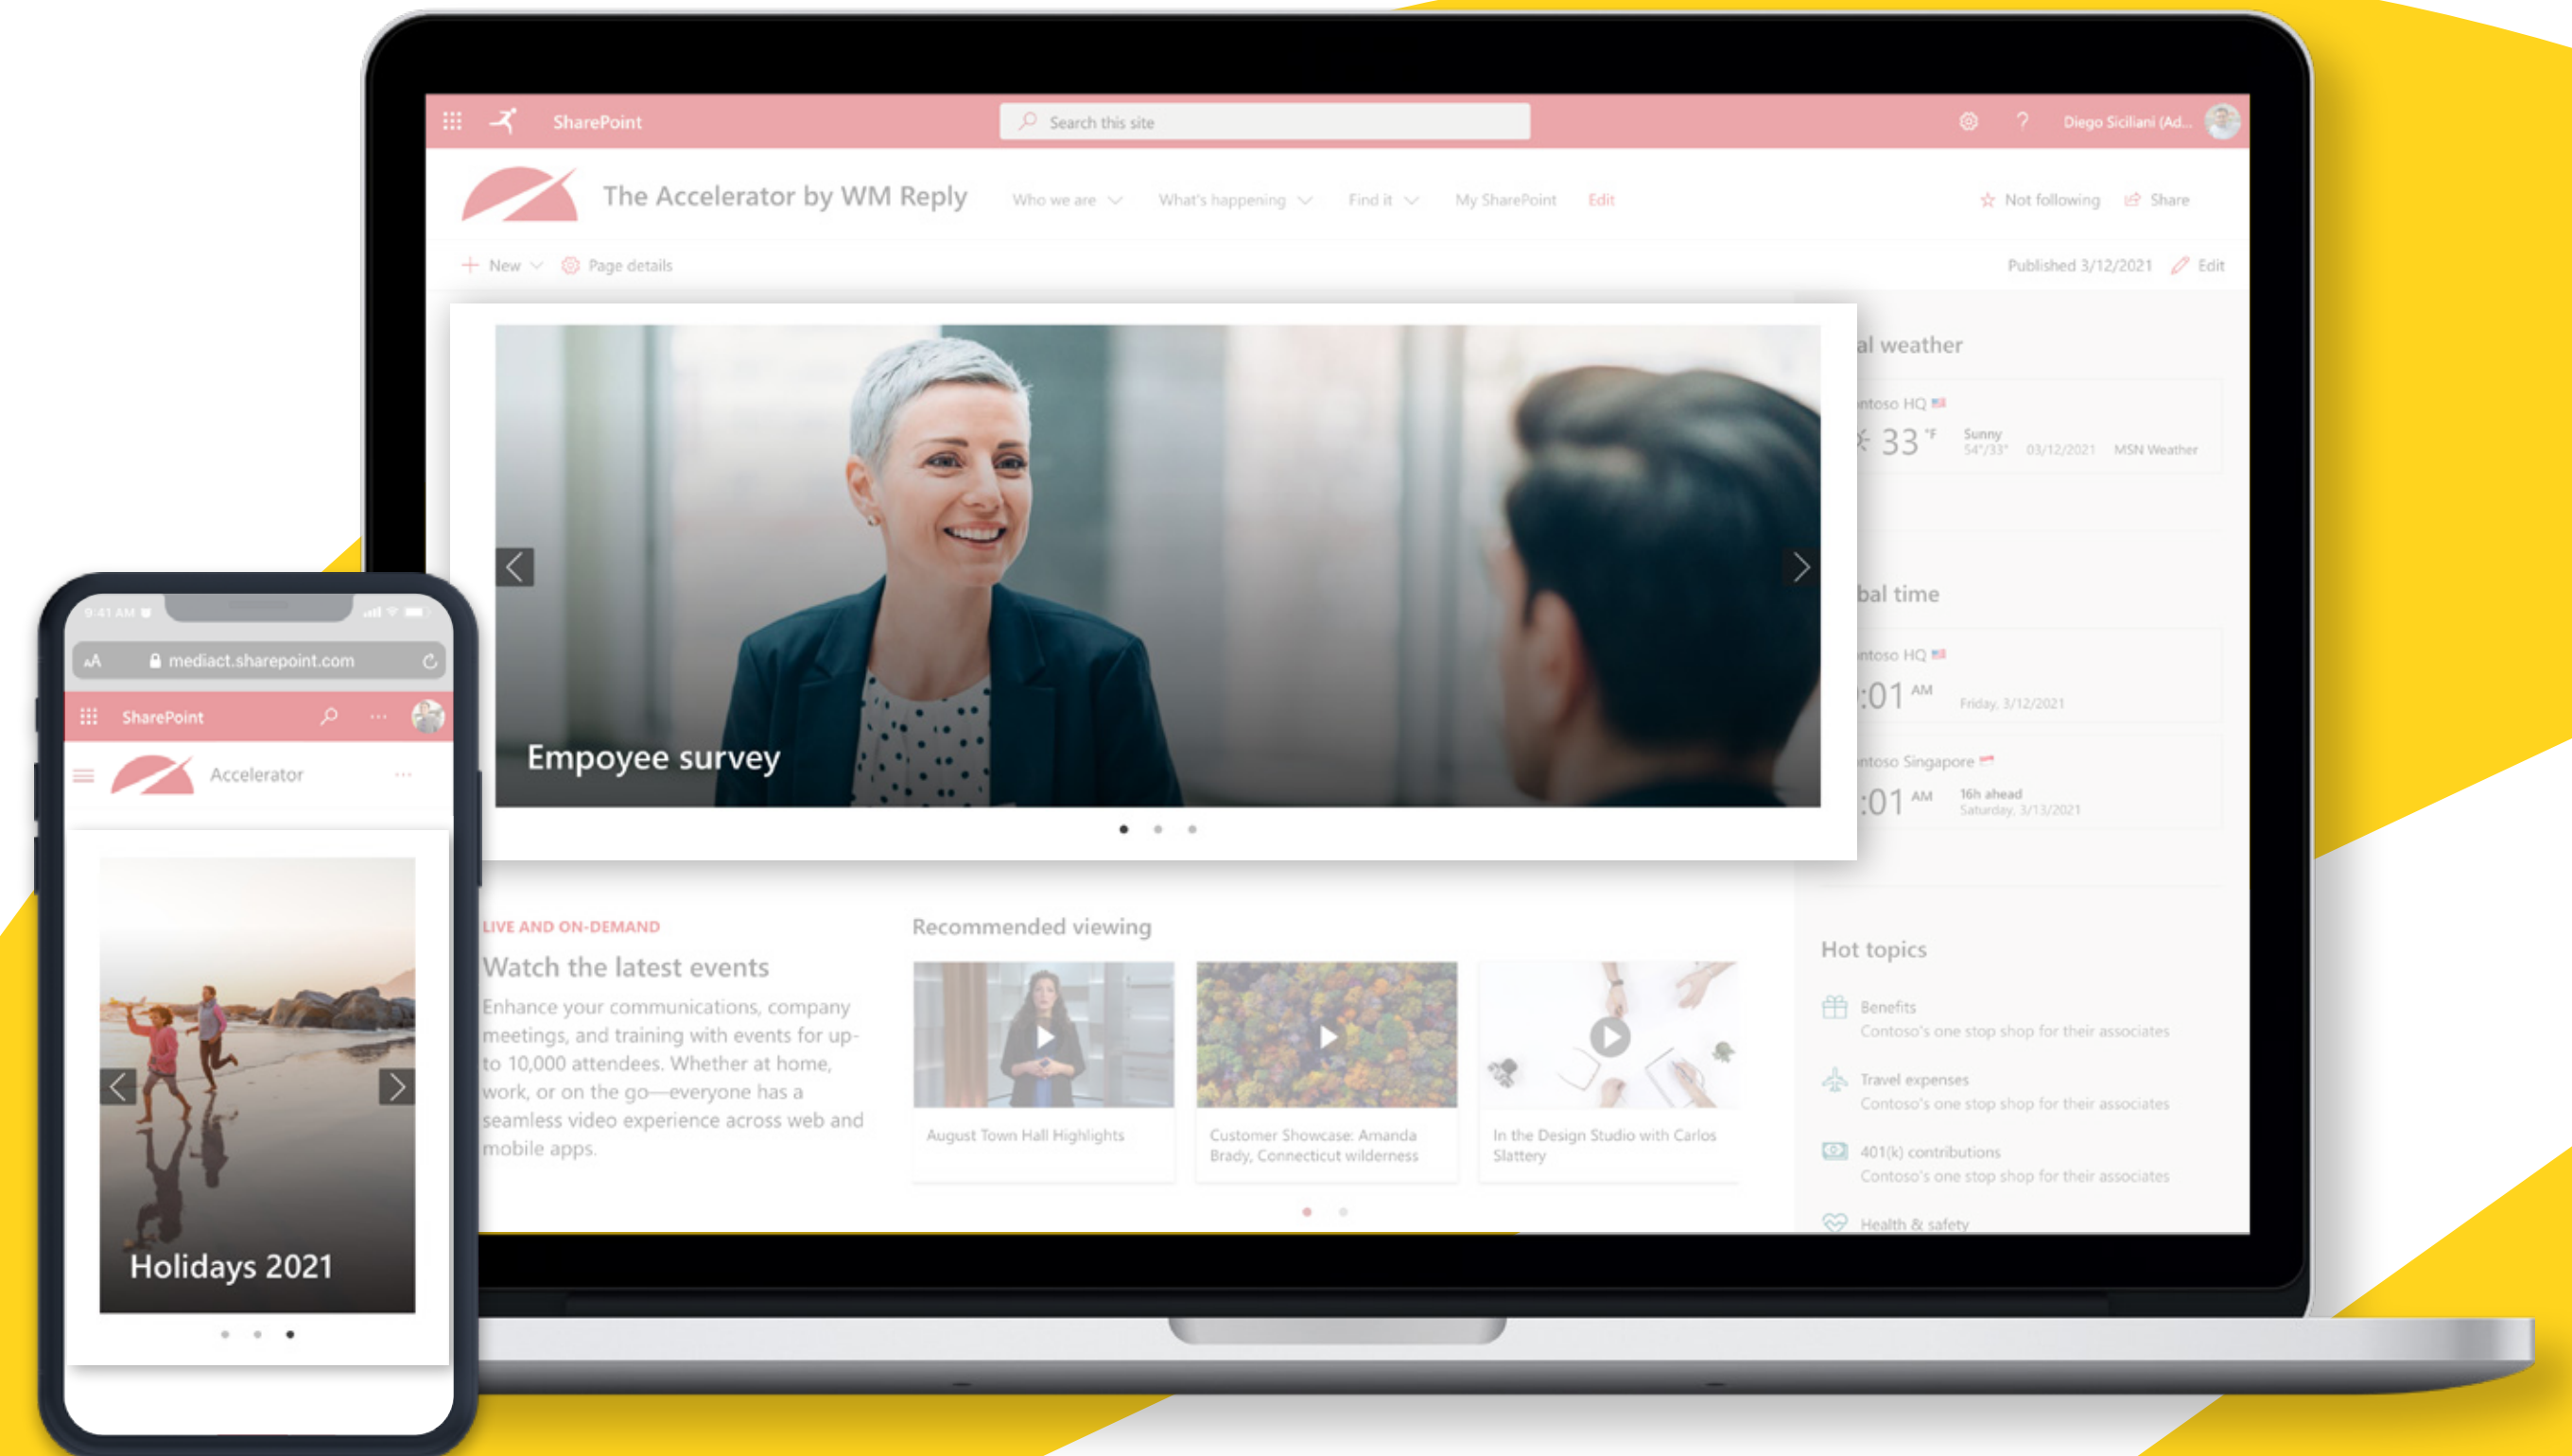 SharePoint
Search this site
Diego Siciliani (Ad...
The Accelerator by WM Reply
Who we are
What's happening
Find it
My SharePoint
Edit
Not following
Share
New
Page details
Published 3/12/2021
Edit
Empoyee survey
al weather
ntoso HQ
33 °F
Sunny
54°/33° 03/12/2021 MSN Weather
bal time
ntoso HQ
:01 AM
Friday, 3/12/2021
ntoso Singapore
:01 AM
16h ahead
Saturday, 3/13/2021
LIVE AND ON-DEMAND
Watch the latest events
Enhance your communications, company
meetings, and training with events for up-
to 10,000 attendees. Whether at home,
work, or on the go—everyone has a
seamless video experience across web and
mobile apps.
Recommended viewing
August Town Hall Highlights
Customer Showcase: Amanda
Brady, Connecticut wilderness
In the Design Studio with Carlos
Slattery
Hot topics
Benefits
Contoso's one stop shop for their associates
Travel expenses
Contoso's one stop shop for their associates
401(k) contributions
Contoso's one stop shop for their associates
Health & safety
9:41 AM
AA
mediact.sharepoint.com
SharePoint
Accelerator
Holidays 2021